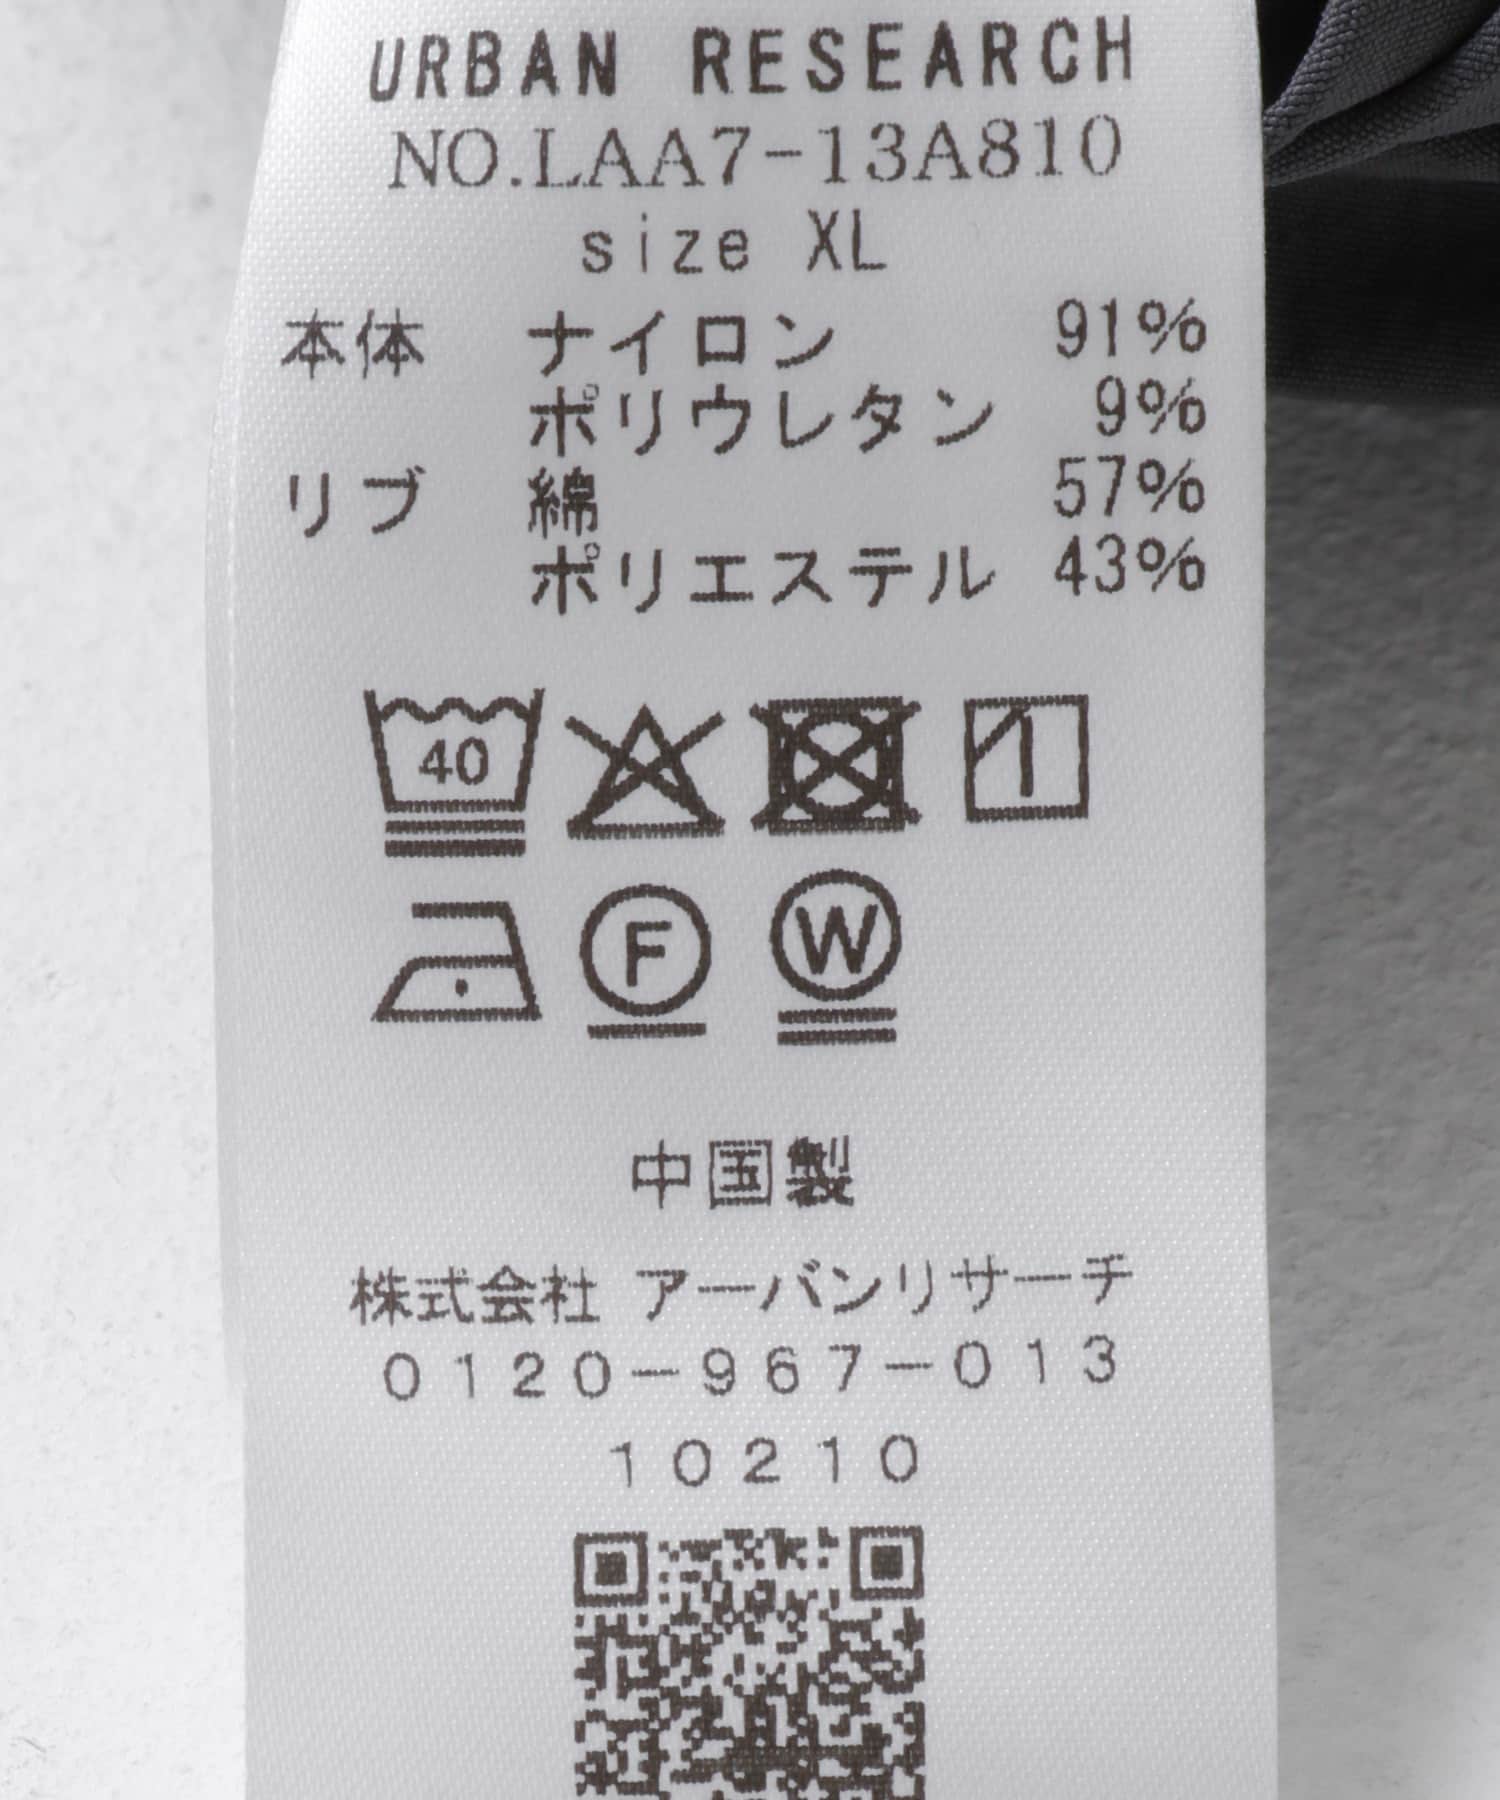 URBAN RESEARCH
NO.LAA7-13A810
size XL
本体 ナイロン 91%
ポリウレタン 9%
リブ 綿 57%
ポリエステル 43%
40
F W
中国製
株式会社 アーバンリサーチ
0120-967-013
10210